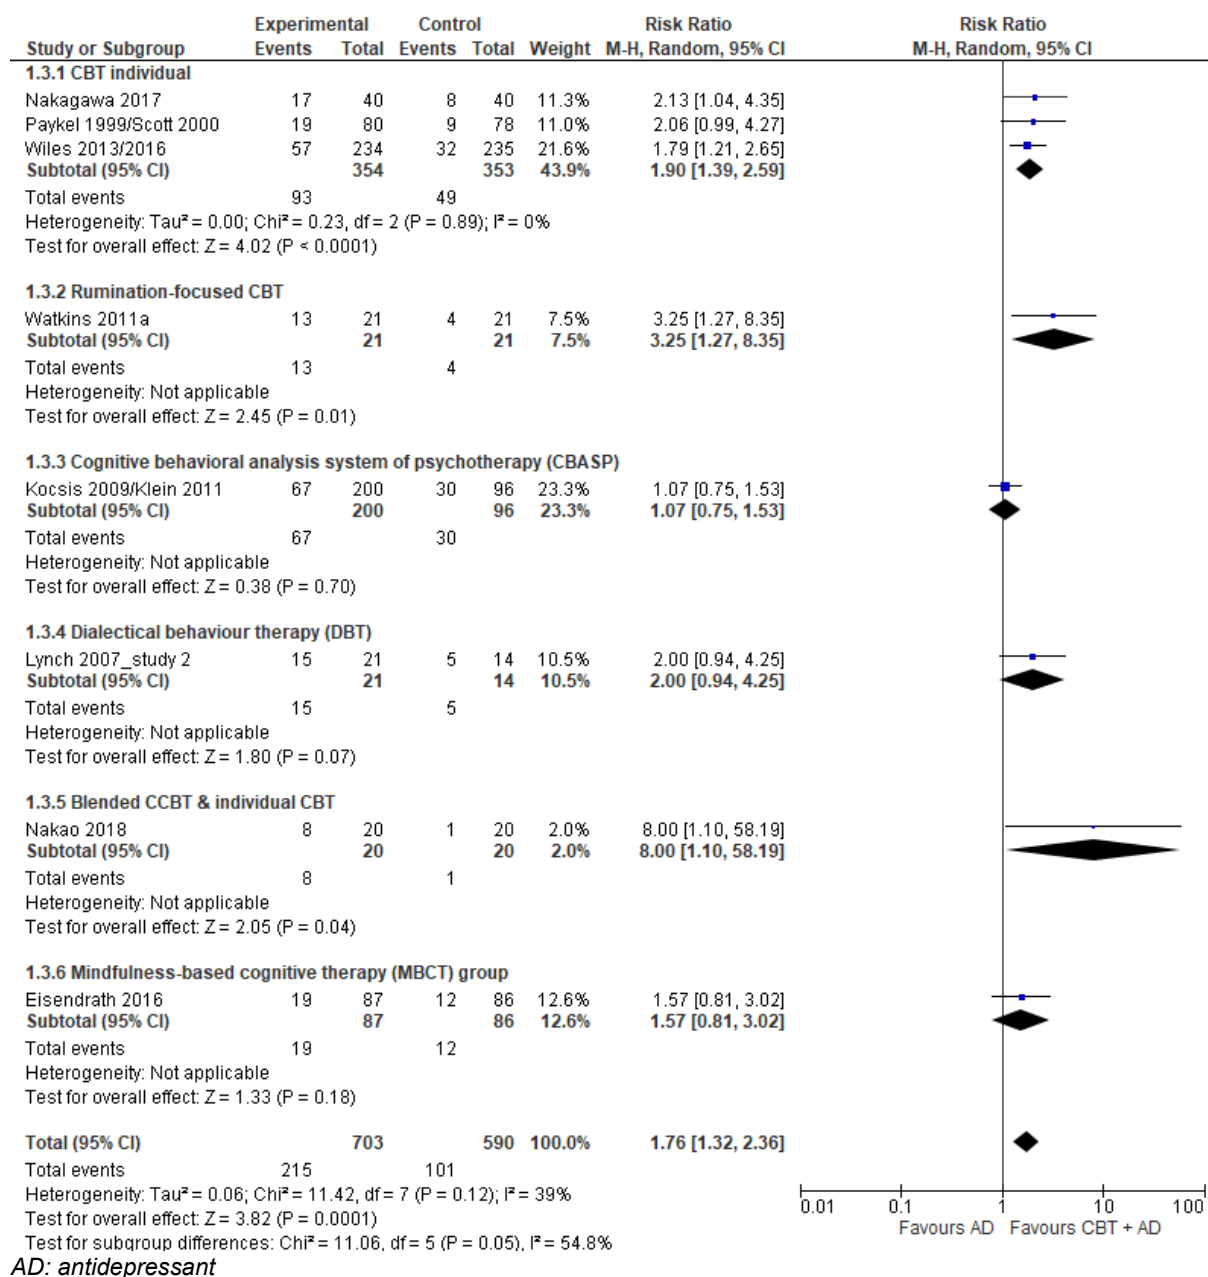 Experimental Control Risk Ratio Risk Ratio
Study or Subgroup Events Total Events Total Weight M-H, Random, 95% CI M-H, Random, 95% CI
1.3.1 CBT individual
Nakagawa 2017 17 40 8 40 11.3% 2.13 [1.04, 4.35]
Paykel 1999/Scott 2000 19 80 9 78 11.0% 2.06 [0.99, 4.27]
Wiles 2013/2016 57 234 32 235 21.6% 1.79 [1.21, 2.65]
Subtotal (95% CI) 354 353 43.9% 1.90 [1.39, 2.59]
Total events 93 49
Heterogeneity: Tau² = 0.00; Chi² = 0.23, df = 2 (P = 0.89); I² = 0%
Test for overall effect: Z = 4.02 (P < 0.0001)
1.3.2 Rumination-focused CBT
Watkins 2011a 13 21 4 21 7.5% 3.25 [1.27, 8.35]
Subtotal (95% CI) 21 21 7.5% 3.25 [1.27, 8.35]
Total events 13 4
Heterogeneity: Not applicable
Test for overall effect: Z = 2.45 (P = 0.01)
1.3.3 Cognitive behavioral analysis system of psychotherapy (CBASP)
Kocsis 2009/Klein 2011 67 200 30 96 23.3% 1.07 [0.75, 1.53]
Subtotal (95% CI) 200 96 23.3% 1.07 [0.75, 1.53]
Total events 67 30
Heterogeneity: Not applicable
Test for overall effect: Z = 0.38 (P = 0.70)
1.3.4 Dialectical behaviour therapy (DBT)
Lynch 2007_study 2 15 21 5 14 10.5% 2.00 [0.94, 4.25]
Subtotal (95% CI) 21 14 10.5% 2.00 [0.94, 4.25]
Total events 15 5
Heterogeneity: Not applicable
Test for overall effect: Z = 1.80 (P = 0.07)
1.3.5 Blended CCBT & individual CBT
Nakao 2018 8 20 1 20 2.0% 8.00 [1.10, 58.19]
Subtotal (95% CI) 20 20 2.0% 8.00 [1.10, 58.19]
Total events 8 1
Heterogeneity: Not applicable
Test for overall effect: Z = 2.05 (P = 0.04)
1.3.6 Mindfulness-based cognitive therapy (MBCT) group
Eisendrath 2016 19 87 12 86 12.6% 1.57 [0.81, 3.02]
Subtotal (95% CI) 87 86 12.6% 1.57 [0.81, 3.02]
Total events 19 12
Heterogeneity: Not applicable
Test for overall effect: Z = 1.33 (P = 0.18)
Total (95% CI) 703 590 100.0% 1.76 [1.32, 2.36]
Total events 215 101
Heterogeneity: Tau² = 0.06; Chi² = 11.42, df = 7 (P = 0.12); I² = 39%
Test for overall effect: Z = 3.82 (P = 0.0001)
Test for subgroup differences: Chi² = 11.06, df = 5 (P = 0.05), I² = 54.8%
0.01 0.1 1 10 100
Favours AD Favours CBT + AD
AD: antidepressant